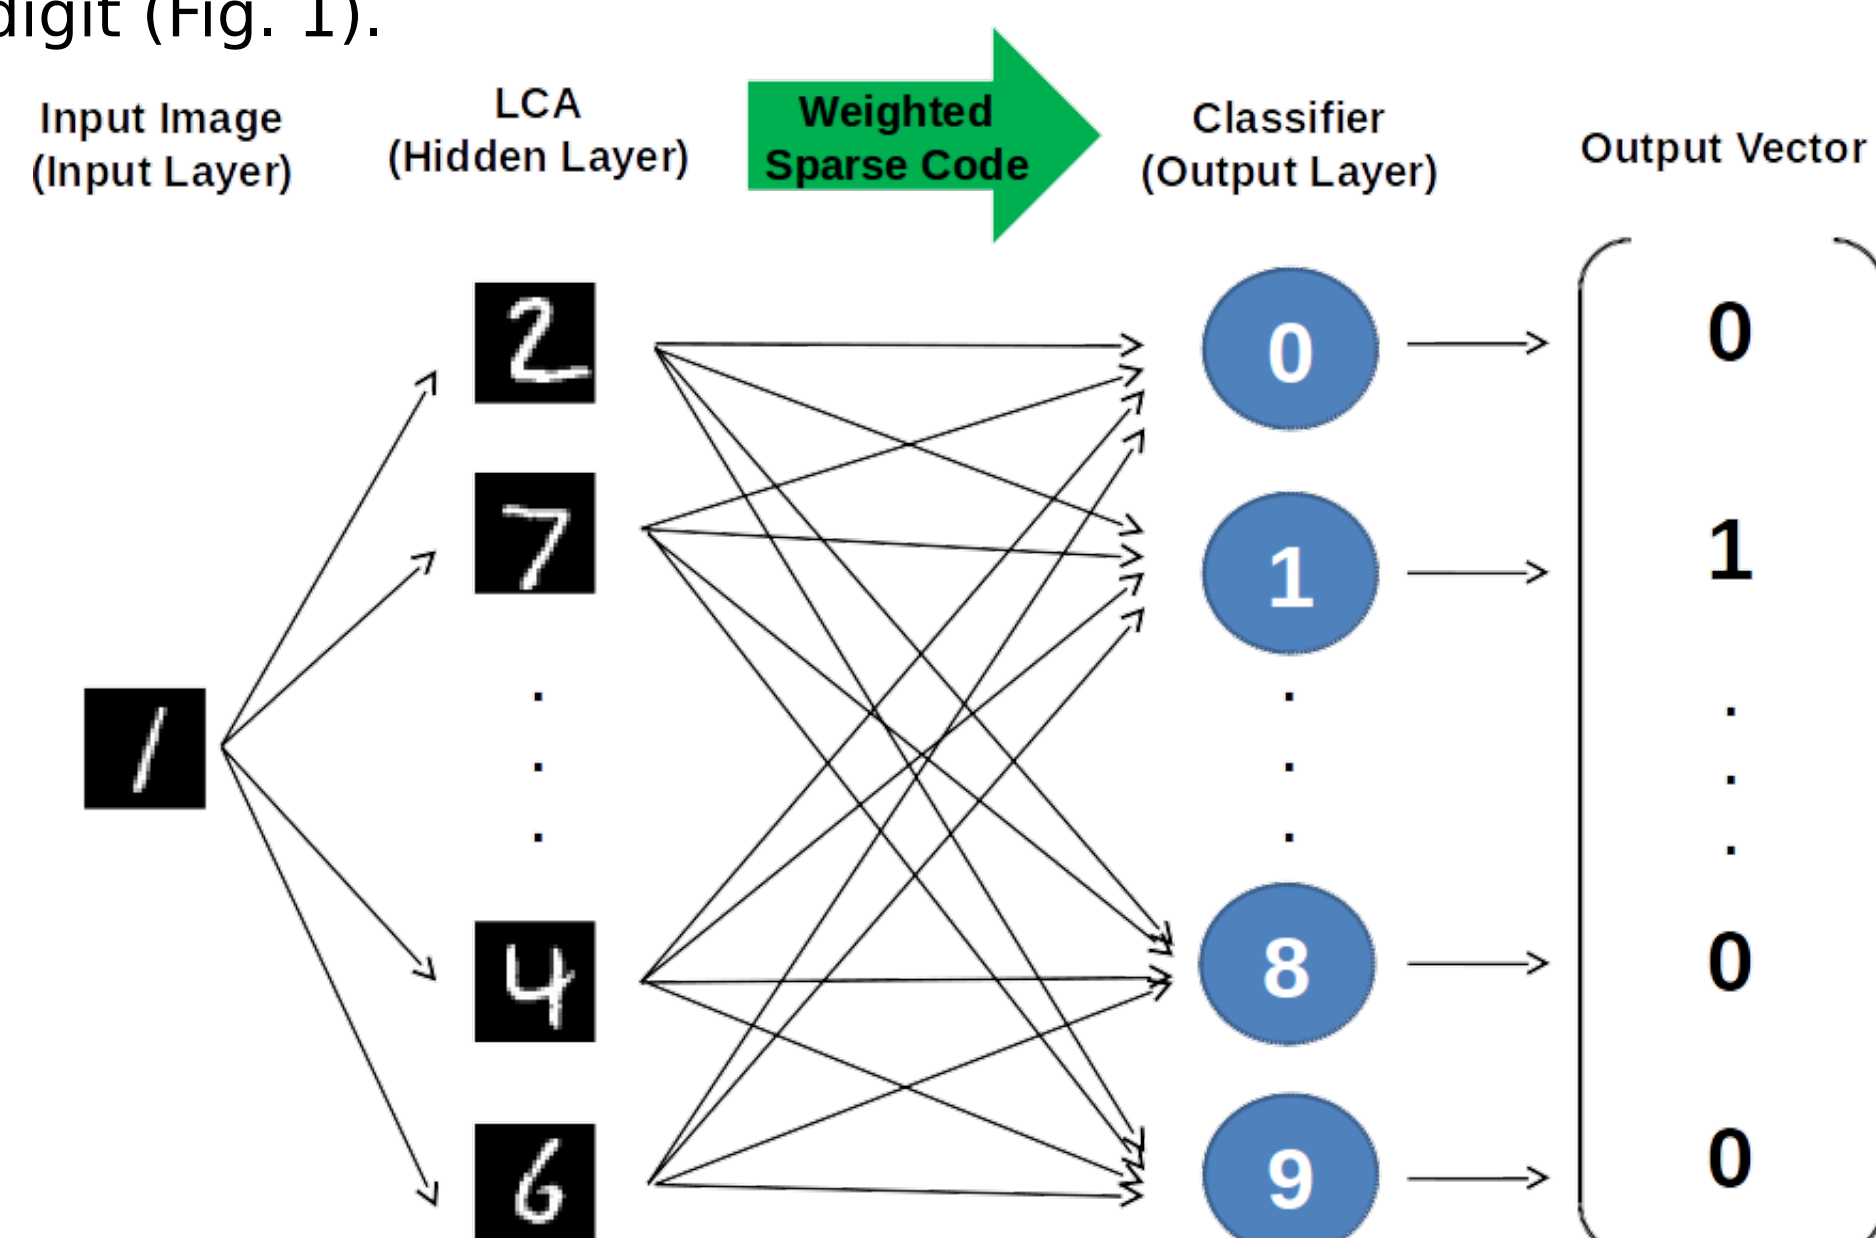 digit (Fig. 1).
Input Image
(Input Layer)
LCA
(Hidden Layer)
Weighted
Sparse Code
Classifier
(Output Layer)
Output Vector
2
7
/
.
.
.
4
6
0
1
.
.
.
8
9
0
1
.
.
.
0
0